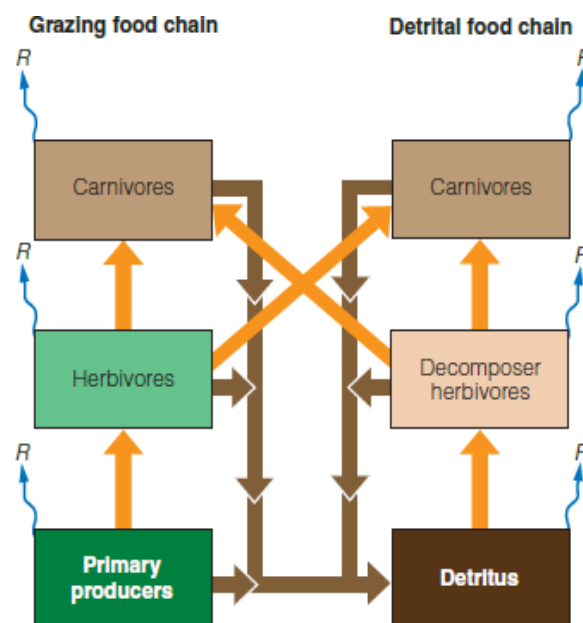 Grazing food chain
Detrital food chain
R
R
Carnivores
Carnivores
R
R
Herbivores
Decomposer
herbivores
R
R
Primary
producers
Detritus